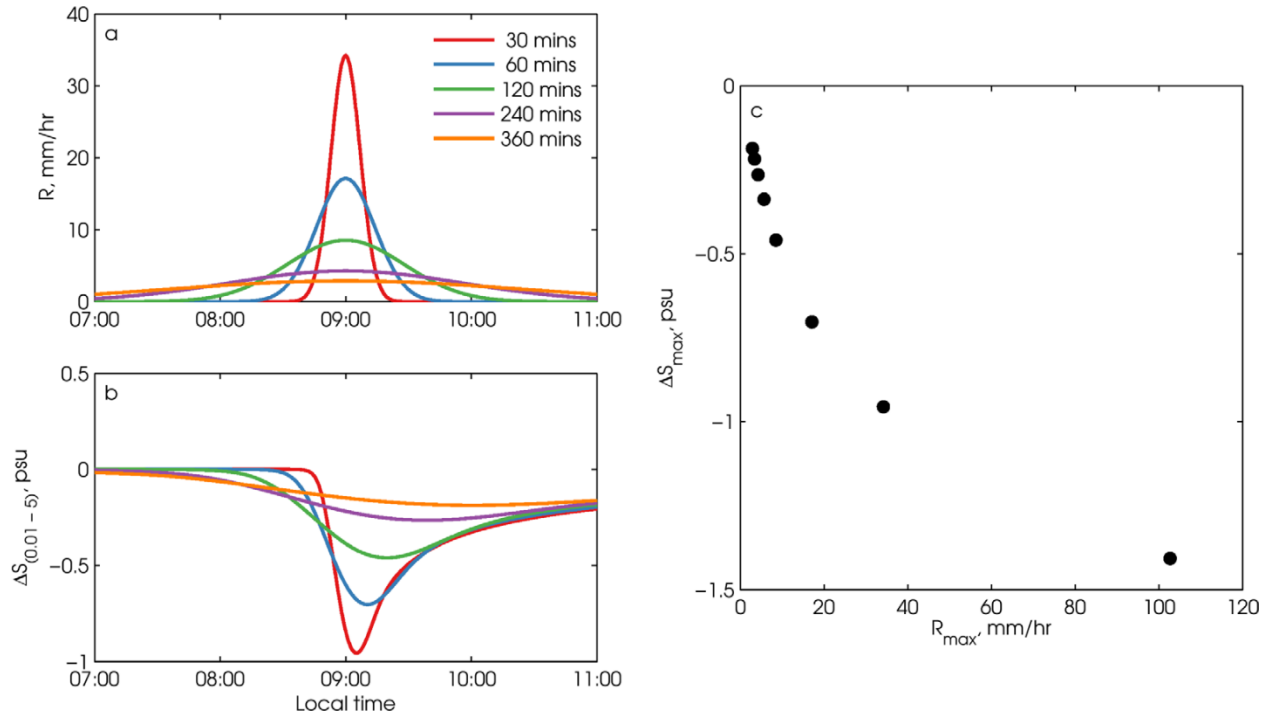 a
40
30
20
10
0
R, mm/hr
30 mins
60 mins
120 mins
240 mins
360 mins
07:00 08:00 09:00 10:00 11:00
b
0.5
0
−0.5
−1
ΔS(0.01 – 5), psu
07:00 08:00 09:00 10:00 11:00
Local time
c
0
−0.5
−1
−1.5
ΔSmax, psu
0 20 40 60 80 100 120
Rmax, mm/hr